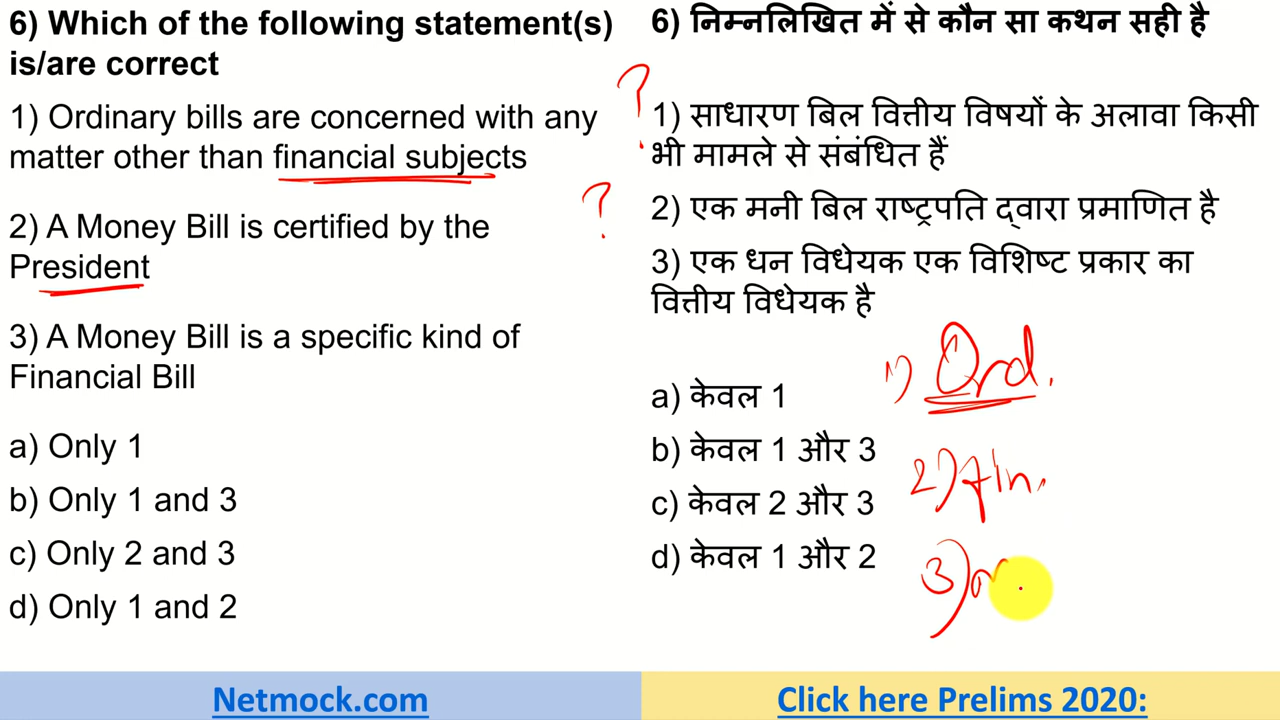 6) Which of the following statement(s)
is/are correct
1) Ordinary bills are concerned with any
matter other than financial subjects
?
2) A Money Bill is certified by the
President
?
3) A Money Bill is a specific kind of
Financial Bill
a) Only 1
b) Only 1 and 3
c) Only 2 and 3
d) Only 1 and 2
6) निम्नलिखित में से कौन सा कथन सही है
1) साधारण बिल वित्तीय विषयों के अलावा किसी
भी मामले से संबंधित हैं
2) एक मनी बिल राष्ट्रपति द्वारा प्रमाणित है
3) एक धन विधेयक एक विशिष्ट प्रकार का
वित्तीय विधेयक है
a) केवल 1
b) केवल 1 और 3
c) केवल 2 और 3
d) केवल 1 और 2
1) Ord.
2) Fin.
3)
Netmock.com
Click here Prelims 2020: